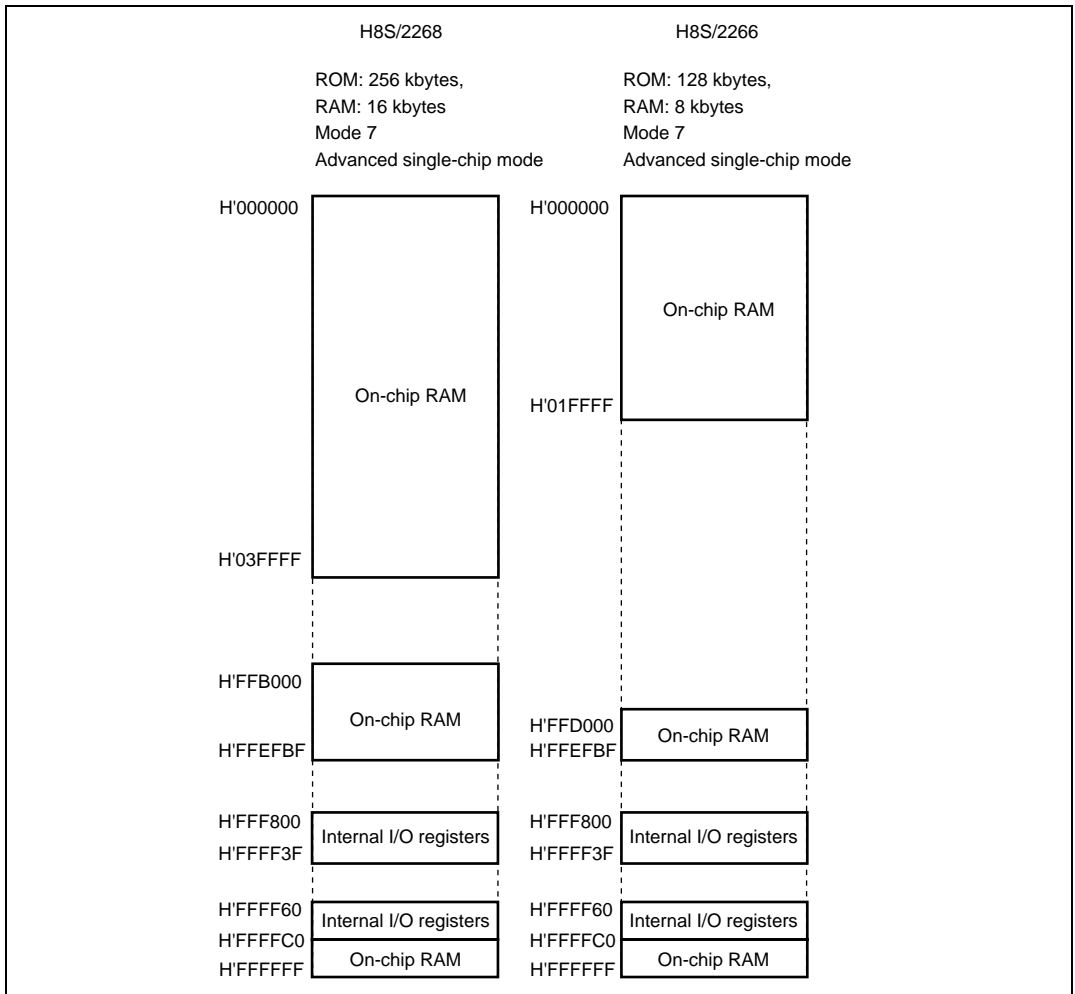 H8S/2268
ROM: 256 kbytes,
RAM: 16 kbytes
Mode 7
Advanced single-chip mode
H'000000
On-chip RAM
H'03FFFF
H'FFB000
On-chip RAM
H'FFEFBF
H'FFF800
Internal I/O registers
H'FFFF3F
H'FFFF60
Internal I/O registers
H'FFFFC0
On-chip RAM
H'FFFFFF
H8S/2266
ROM: 128 kbytes,
RAM: 8 kbytes
Mode 7
Advanced single-chip mode
H'000000
On-chip RAM
H'01FFFF
H'FFD000
On-chip RAM
H'FFEFBF
H'FFF800
Internal I/O registers
H'FFFF3F
H'FFFF60
Internal I/O registers
H'FFFFC0
On-chip RAM
H'FFFFFF